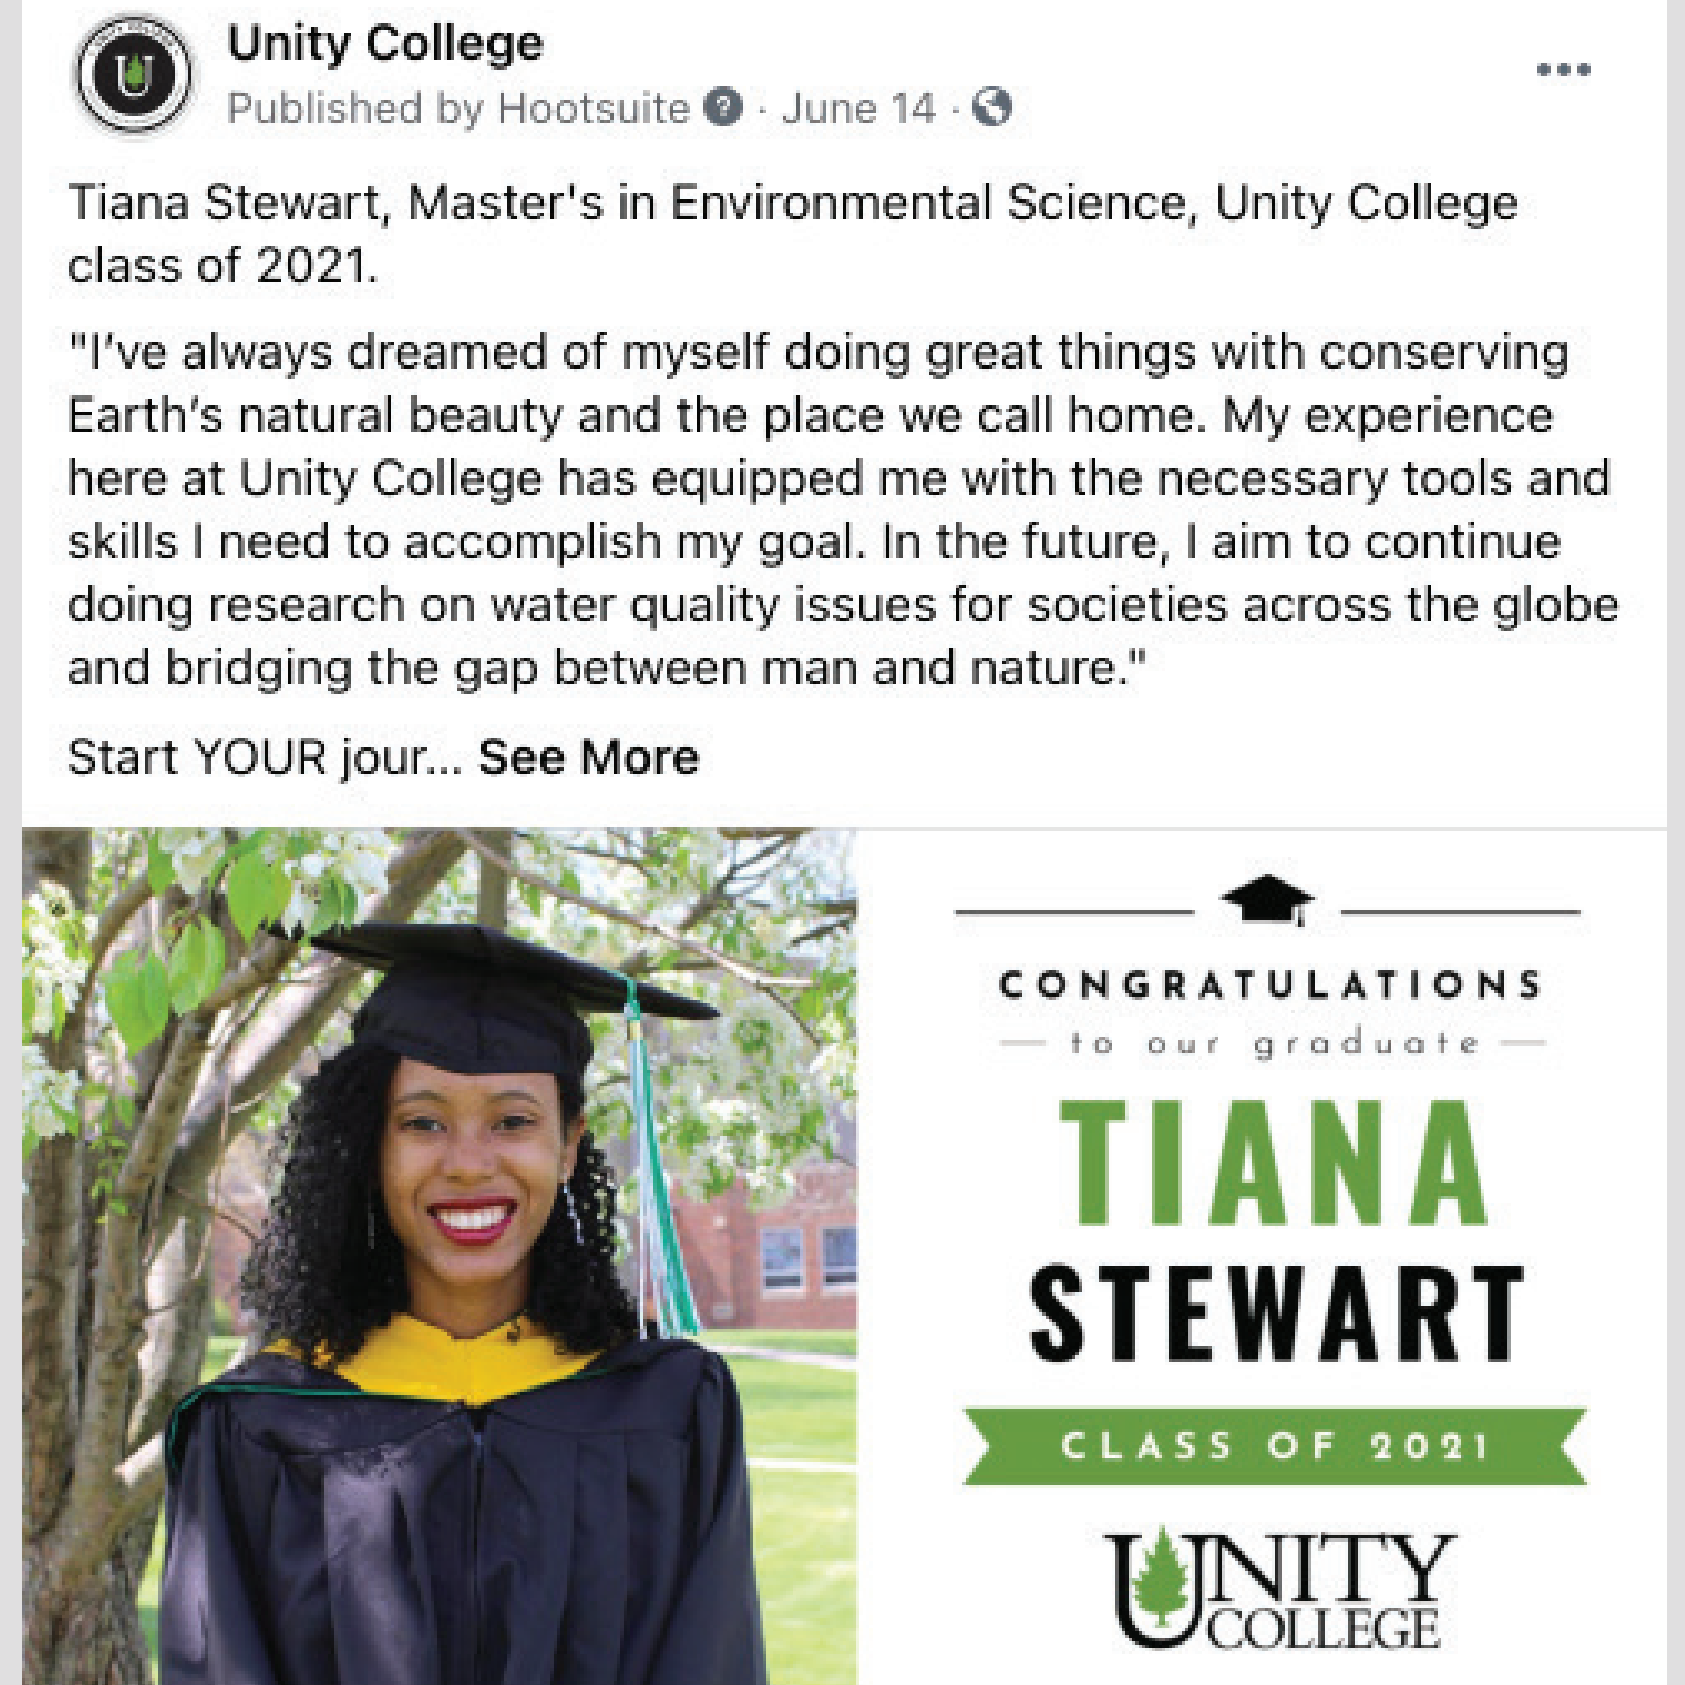 Unity College
Published by Hootsuite · June 14 ·
Tiana Stewart, Master's in Environmental Science, Unity College
class of 2021.
"I’ve always dreamed of myself doing great things with conserving
Earth’s natural beauty and the place we call home. My experience
here at Unity College has equipped me with the necessary tools and
skills I need to accomplish my goal. In the future, I aim to continue
doing research on water quality issues for societies across the globe
and bridging the gap between man and nature."
Start YOUR jour... See More
CONGRATULATIONS
to our graduate
TIANA
STEWART
CLASS OF 2021
UNITY
COLLEGE